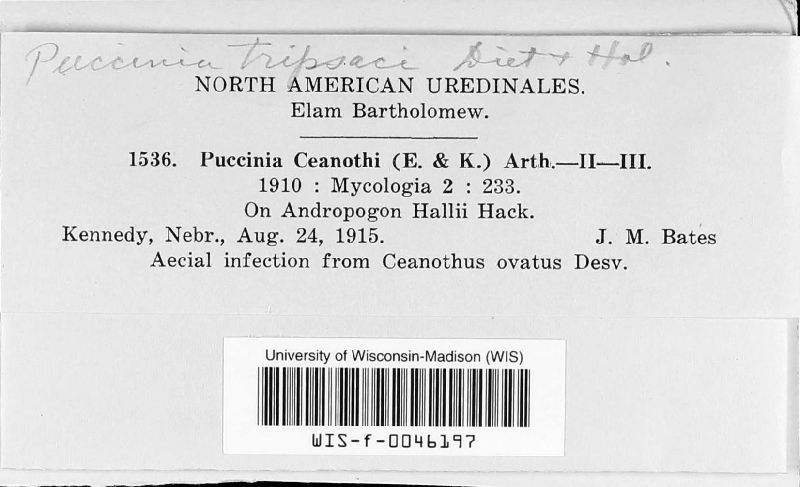 Puccinia tripsaci Diet & Hol.
NORTH AMERICAN UREDINALES.
Elam Bartholomew.
1536. Puccinia Ceanothi (E. & K.) Arth.—II—III.
1910 : Mycologia 2 : 233.
On Andropogon Hallii Hack.
Kennedy, Nebr., Aug. 24, 1915. J. M. Bates
Aecial infection from Ceanothus ovatus Desv.
University of Wisconsin-Madison (WIS)
WIS-f-0046197